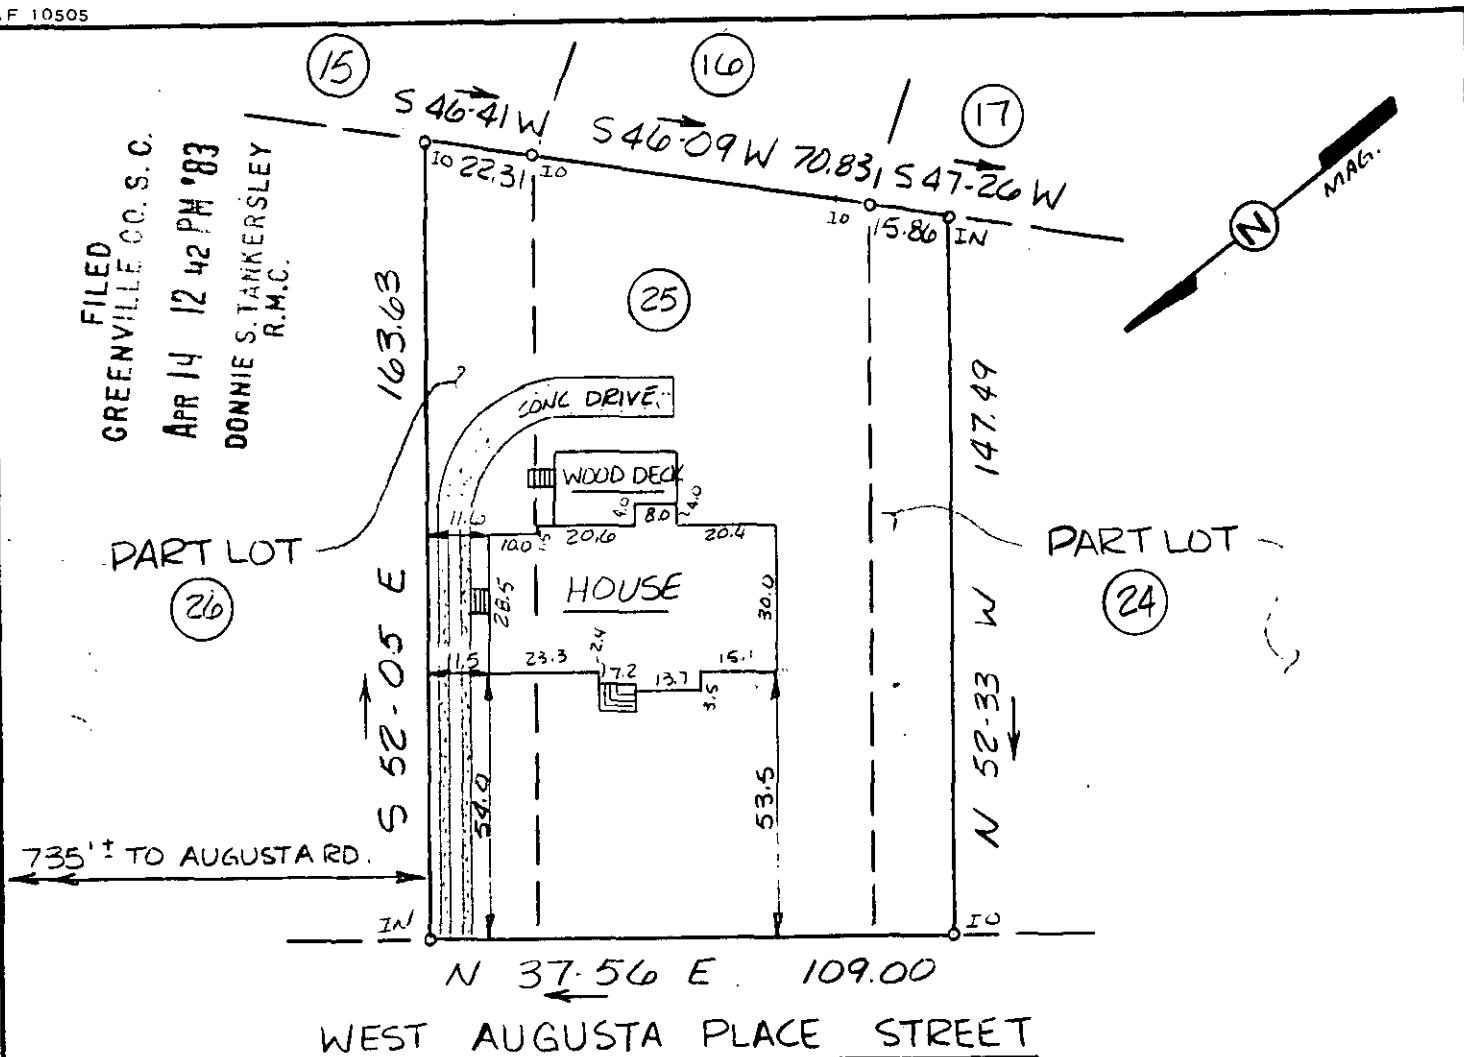 F 10505
15
16
17
S 46-41 W
S 46-09 W 70.83
S 47-26 W
IO 22.31 IO
IO 15.86 IN
MAG.
N
FILED
GREENVILLE CO. S. C.
APR 14 12 42 PM '83
DONNIE S. TANKERSLEY
R.M.C.
25
163.63
147.49
CONC DRIVE
WOOD DECK
4.0
8.0
4.0
11.6
10.0
20.6
20.4
PART LOT
26
HOUSE
28.5
30.0
PART LOT
24
11.5
23.3
2.4
7.2
13.7
3.5
15.1
S 52-05 E
N 52-33 W
54.0
53.5
735'± TO AUGUSTA RD.
IN
IO
N 37-56 E 109.00
WEST AUGUSTA PLACE STREET